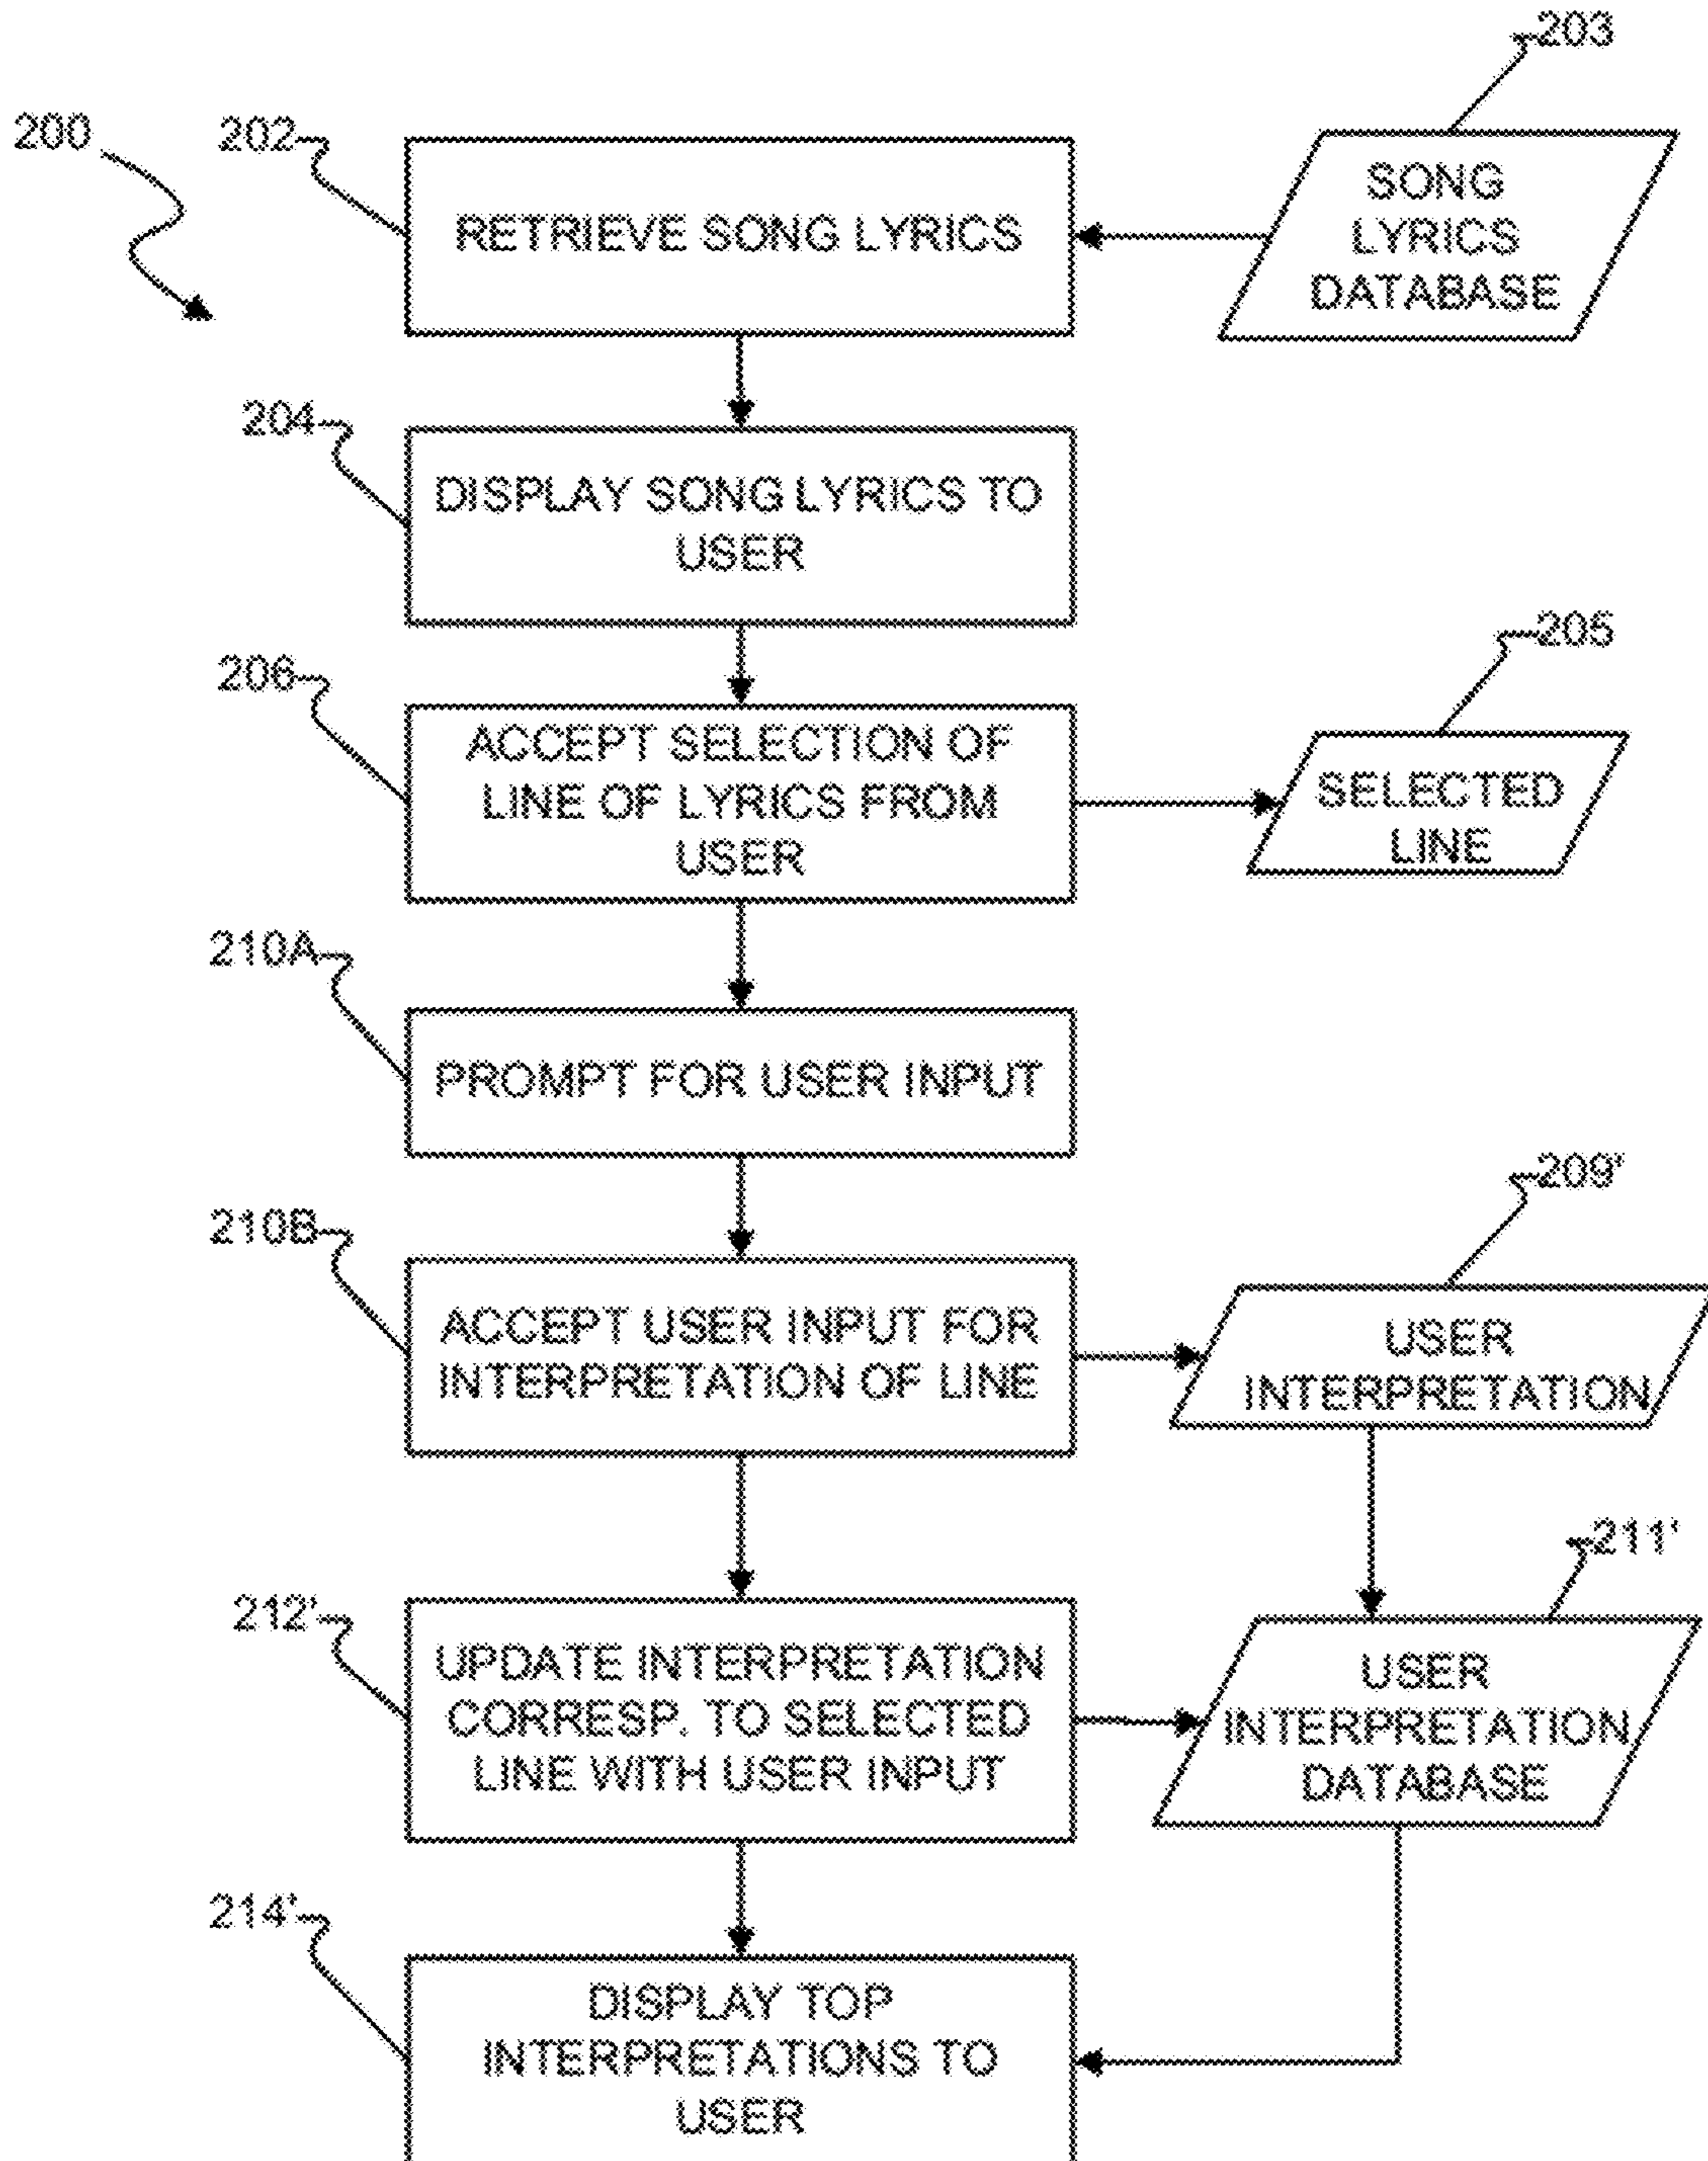 203
200
202
RETRIEVE SONG LYRICS
SONG
LYRICS
DATABASE
204
DISPLAY SONG LYRICS TO
USER
206
ACCEPT SELECTION OF
LINE OF LYRICS FROM
USER
205
SELECTED
LINE
210A
PROMPT FOR USER INPUT
210B
ACCEPT USER INPUT FOR
INTERPRETATION OF LINE
209'
USER
INTERPRETATION
212'
UPDATE INTERPRETATION
CORRESP. TO SELECTED
LINE WITH USER INPUT
211'
USER
INTERPRETATION
DATABASE
214'
DISPLAY TOP
INTERPRETATIONS TO
USER